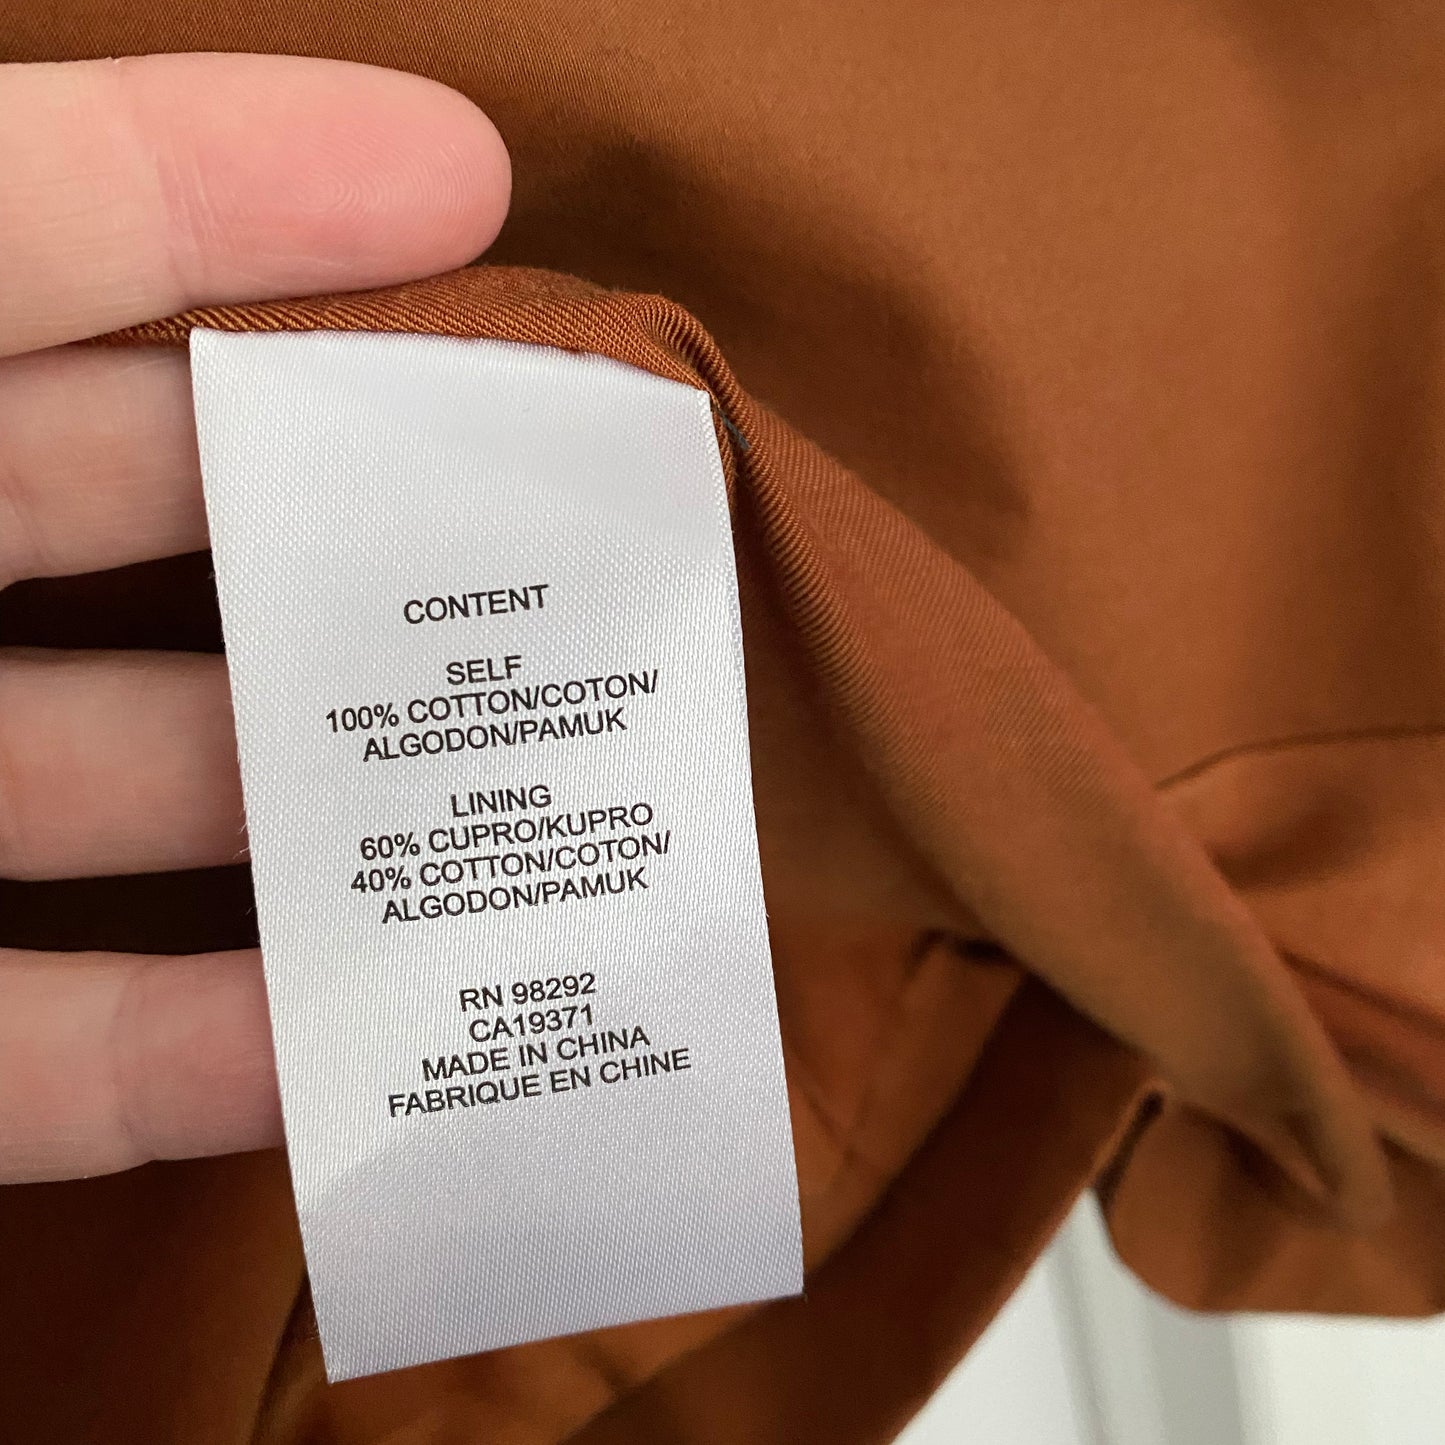 CONTENT
SELF
100% COTTON/COTON/
ALGODON/PAMUK
LINING
60% CUPRO/KUPRO
40% COTTON/COTON/
ALGODON/PAMUK
RN 98292
CA19371
MADE IN CHINA
FABRIQUE EN CHINE